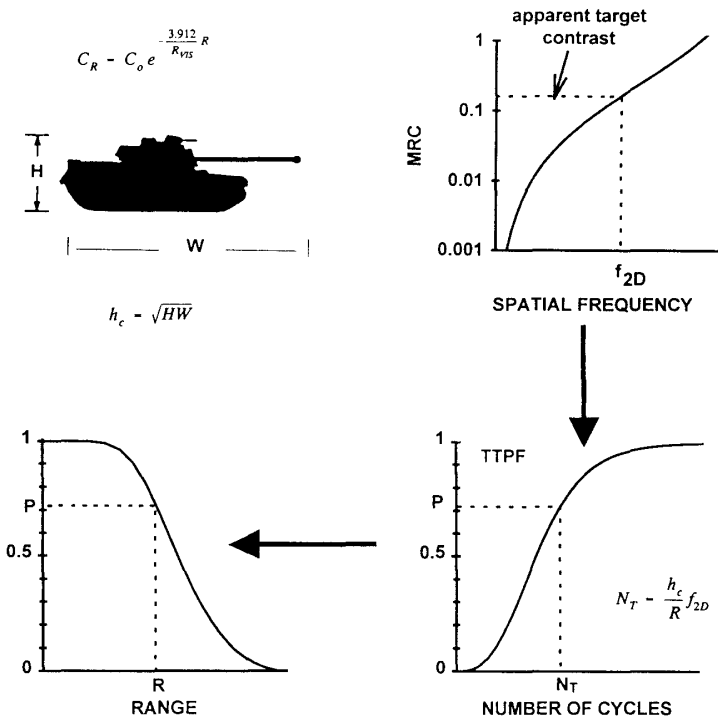 C_R - C_o e^{-\frac{3.912}{R_{VIS}} R}
H
W
h_c - \sqrt{HW}
apparent target
contrast
1
0.1
0.01
0.001
MRC
f_{2D}
SPATIAL FREQUENCY
1
P
0.5
0
R
RANGE
1
TTPF
P
0.5
0
N_T - \frac{h_c}{R} f_{2D}
N_T
NUMBER OF CYCLES